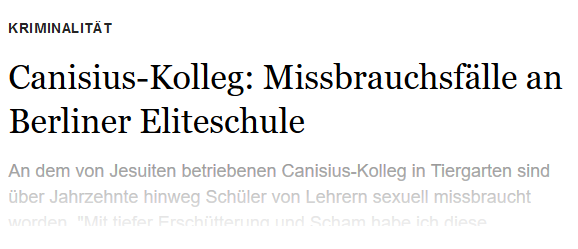 KRIMINALITÄT
Canisius-Kolleg: Missbrauchsfälle an
Berliner Eliteschule
An dem von Jesuiten betriebenen Canisius-Kolleg in Tiergarten sind
über Jahrzehnte hinweg Schüler von Lehrern sexuell missbraucht
worden. "Mit tiefer Erschütterung und Scham habe ich diese